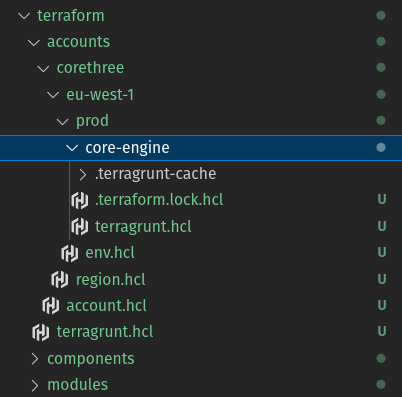 terraform
accounts
corethree
eu-west-1
prod
core-engine
.terragrunt-cache
.terraform.lock.hcl U
terragrunt.hcl U
env.hcl U
region.hcl U
account.hcl U
terragrunt.hcl U
components
modules